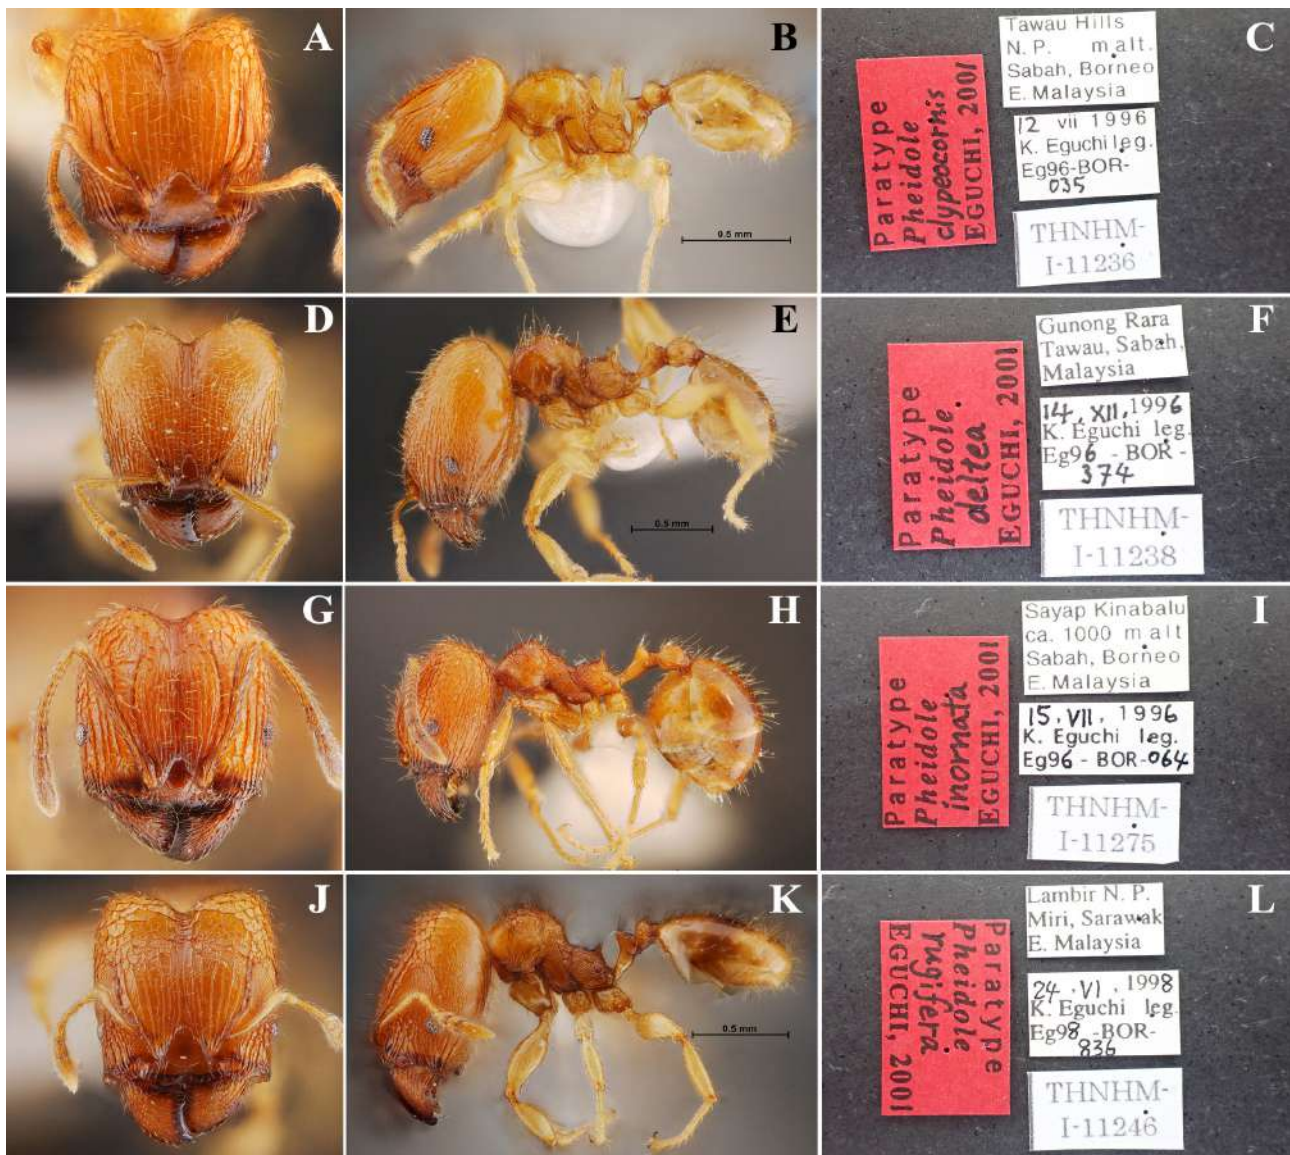 A
B
C
Paratype
Pheidole
clypeocornis
EGUCHI, 2001
Tawau Hills
N. P. m alt.
Sabah, Borneo
E. Malaysia
12 vii 1996
K. Eguchi leg.
Eg96-BOR-
035
THNHM-
I-11236
0.5 mm
D
E
F
Paratype
Pheidole
deltea
EGUCHI, 2001
Gunong Rara
Tawau, Sabah,
Malaysia
14, XII, 1996
K. Eguchi leg.
Eg96 - BOR -
374
THNHM-
I-11238
0.5 mm
G
H
I
Paratype
Pheidole
inornata
EGUCHI, 2001
Sayap Kinabalu
ca. 1000 m alt
Sabah, Borneo
E. Malaysia
15, VII, 1996
K. Eguchi leg.
Eg96 - BOR-064
THNHM-
I-11275
J
K
L
Paratype
Pheidole
rugifera
EGUCHI, 2001
Lambir N. P.
Miri, Sarawak
E. Malaysia
24, VI, 1998
K. Eguchi leg.
Eg98 -BOR-
836
THNHM-
I-11246
0.5 mm